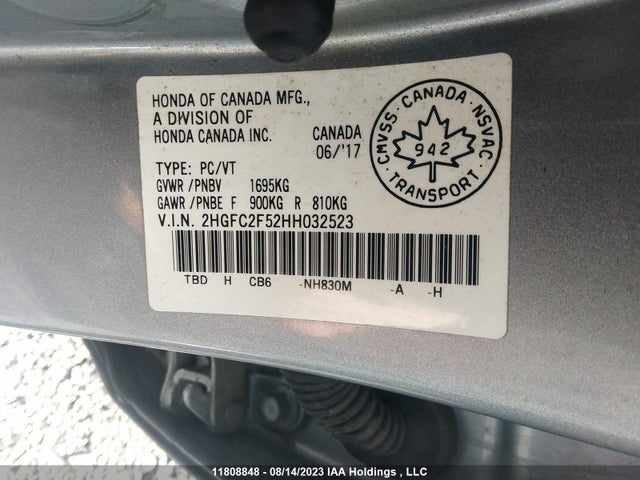 HONDA OF CANADA MFG.,
A DIVISION OF
HONDA CANADA INC.
CANADA
06/'17
CMVSS · CANADA · NSVAC
942
TRANSPORT
TYPE: PC/VT
GVWR/PNBV 1695KG
GAWR/PNBE F 900KG R 810KG
V.I.N. 2HGFC2F52HH032523
TBD H CB6 -NH830M -A -H
11808848 - 08/14/2023 IAA Holdings , LLC